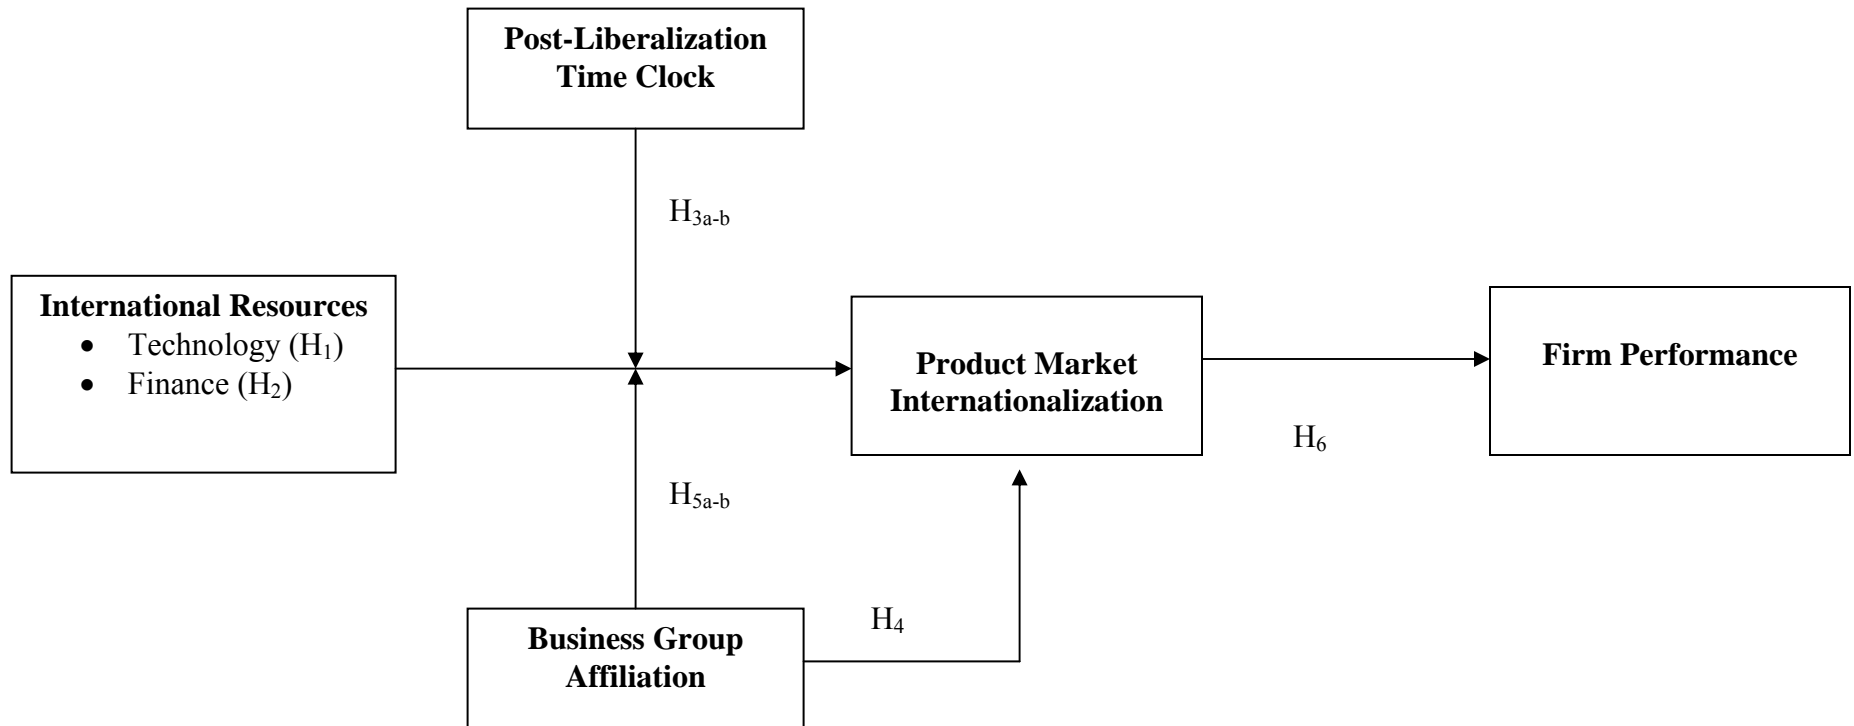 Post-Liberalization
Time Clock
H3a-b
International Resources
• Technology (H1)
• Finance (H2)
Product Market
Internationalization
Firm Performance
H6
H5a-b
H4
Business Group
Affiliation